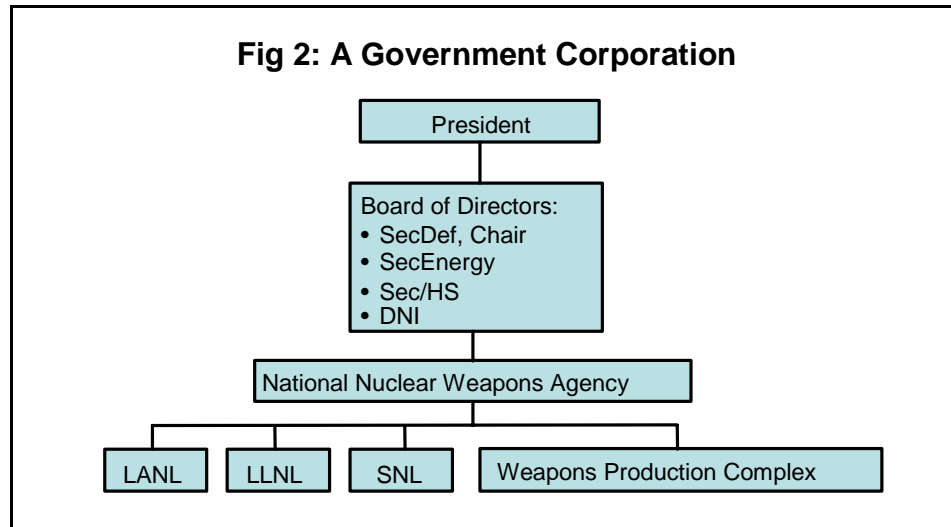 Fig 2: A Government Corporation
President
Board of Directors:
• SecDef, Chair
• SecEnergy
• Sec/HS
• DNI
National Nuclear Weapons Agency
LANL
LLNL
SNL
Weapons Production Complex